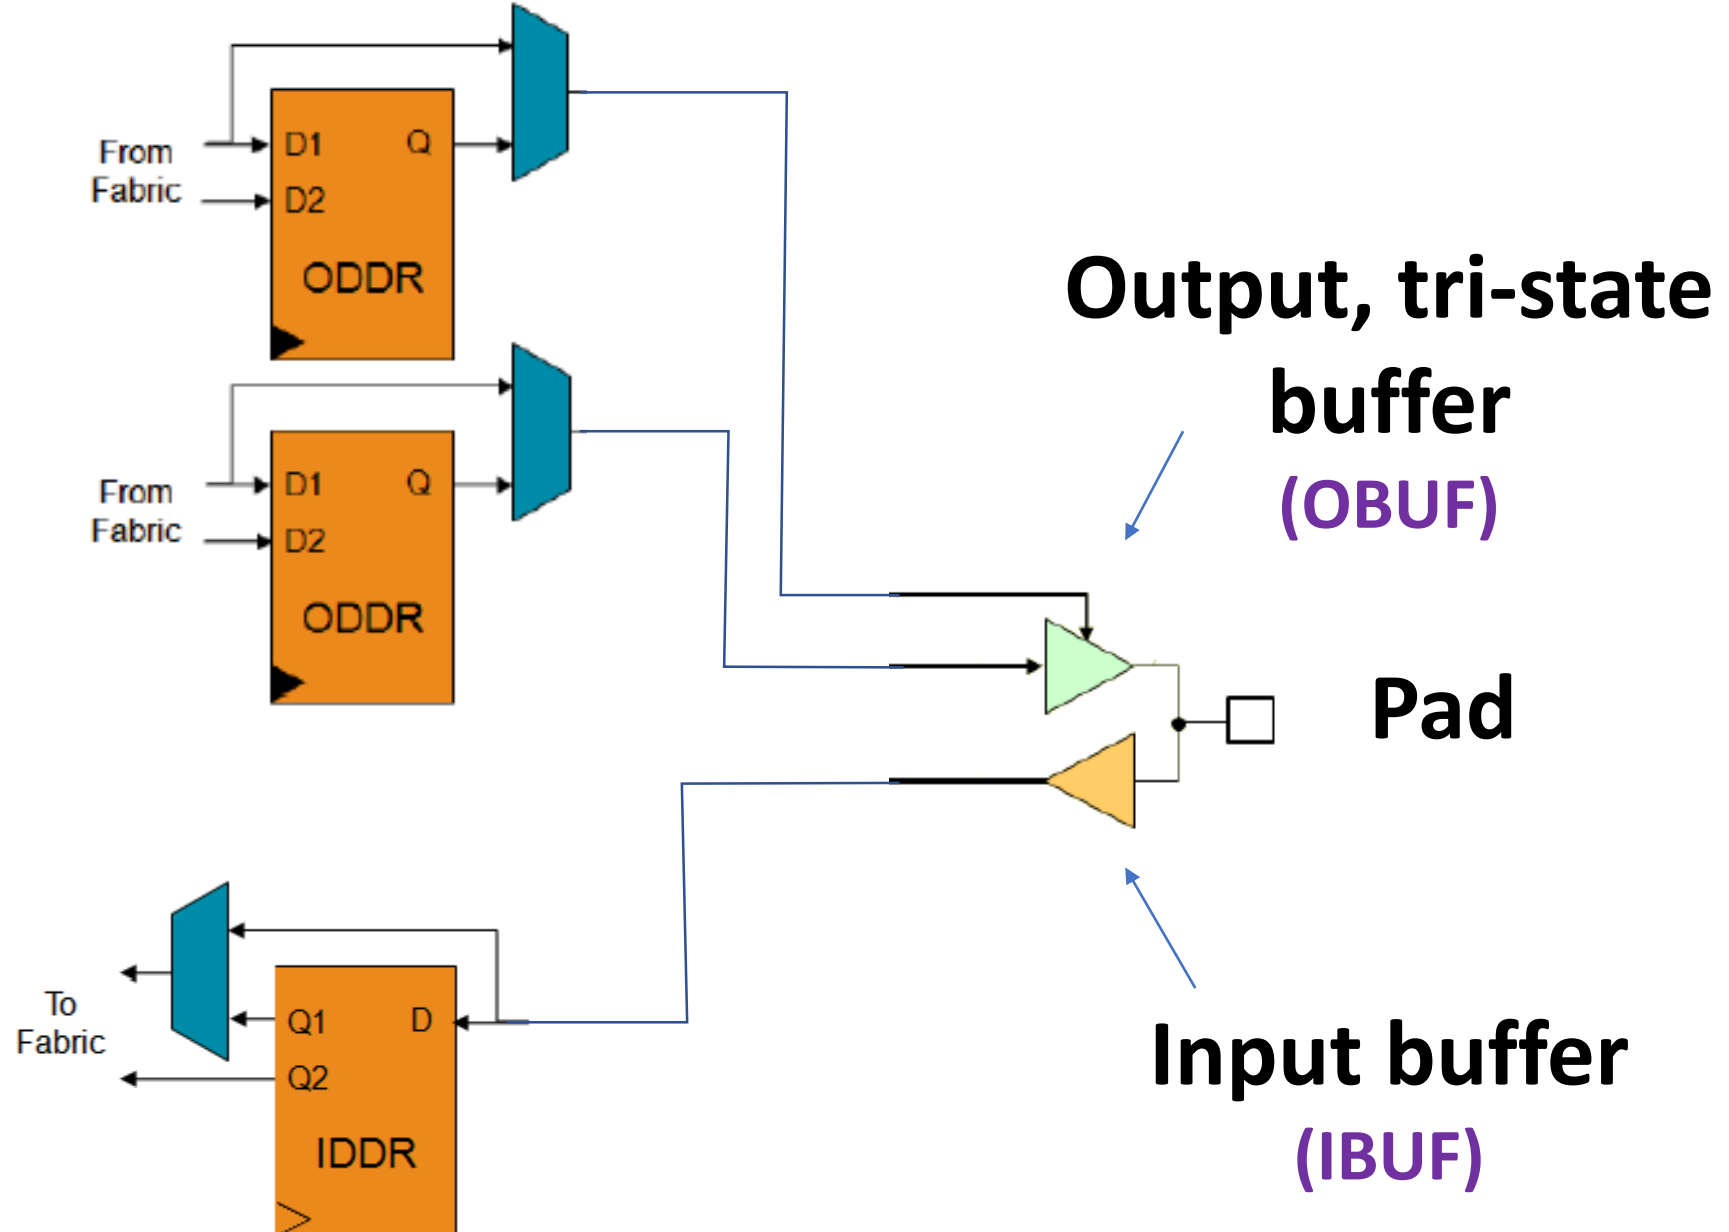 From
Fabric
D1
Q
D2
ODDR
From
Fabric
D1
Q
D2
ODDR
Output, tri-state
buffer
(OBUF)
Pad
To
Fabric
Q1
D
Q2
IDDR
Input buffer
(IBUF)